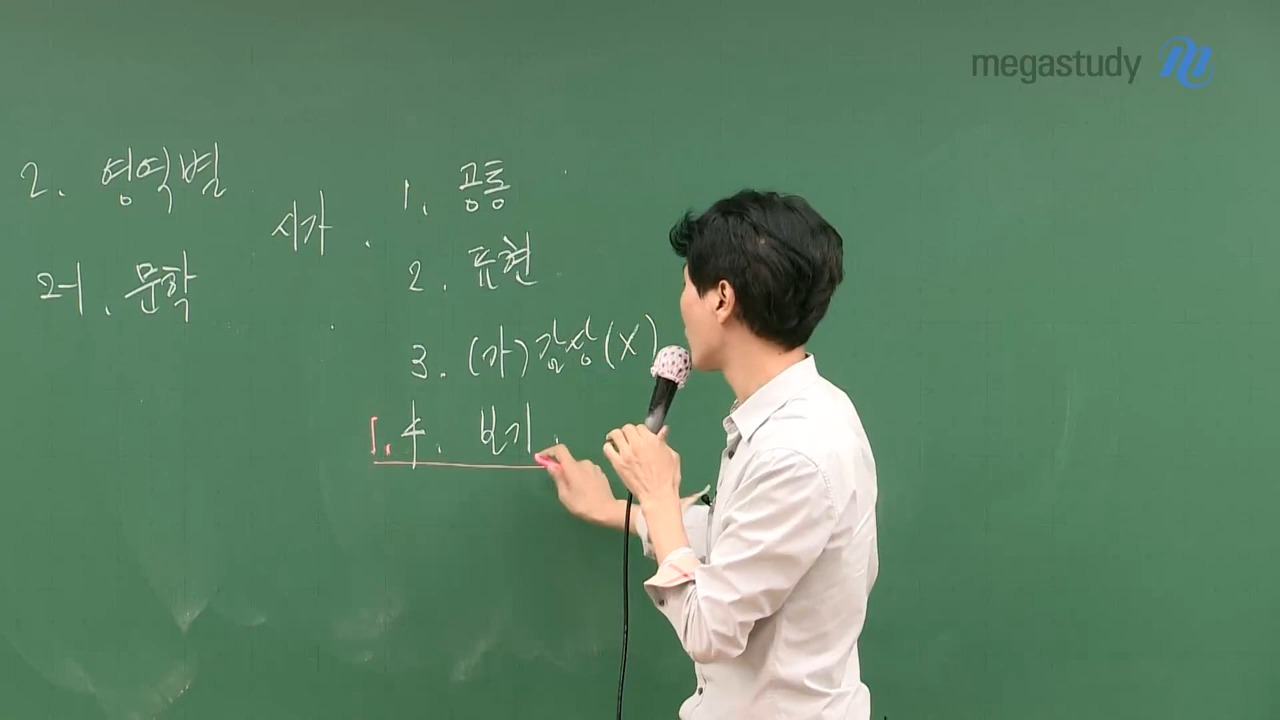 megastudy
2. 영역별
2-1. 문학
시가.
1. 공통
2. 표현
3. (가) 감상(X)
1. 4. 보기